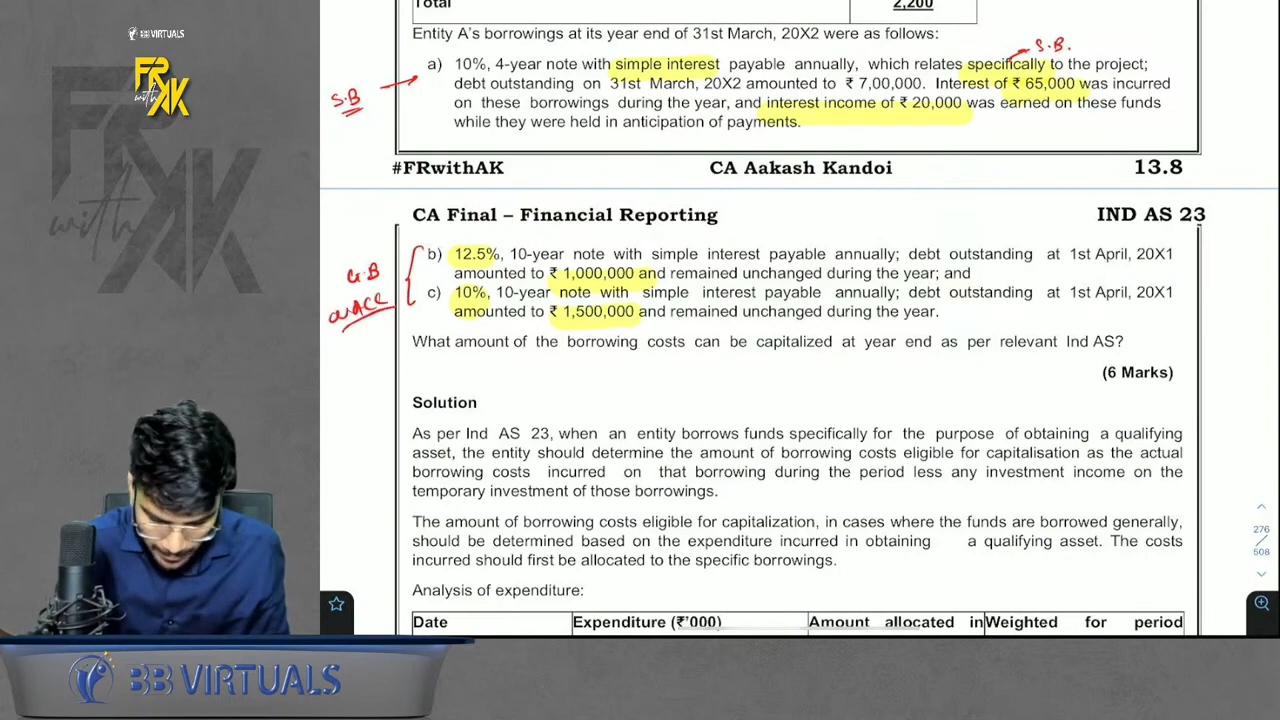 BB VIRTUALS
FR
with
AK
FR
with
AK
Total
2,200
Entity A's borrowings at its year end of 31st March, 20X2 were as follows:
S.B.
a) 10%, 4-year note with simple interest payable annually, which relates specifically to the project;
debt outstanding on 31st March, 20X2 amounted to ₹ 7,00,000. Interest of ₹ 65,000 was incurred
S.B
on these borrowings during the year, and interest income of ₹ 20,000 was earned on these funds
while they were held in anticipation of payments.
#FRwithAK CA Aakash Kandoi 13.8
CA Final – Financial Reporting IND AS 23
b) 12.5%, 10-year note with simple interest payable annually; debt outstanding at 1st April, 20X1
G.B
amounted to ₹ 1,000,000 and remained unchanged during the year; and
c) 10%, 10-year note with simple interest payable annually; debt outstanding at 1st April, 20X1
amounted to ₹ 1,500,000 and remained unchanged during the year.
What amount of the borrowing costs can be capitalized at year end as per relevant Ind AS?
(6 Marks)
Solution
As per Ind AS 23, when an entity borrows funds specifically for the purpose of obtaining a qualifying
asset, the entity should determine the amount of borrowing costs eligible for capitalisation as the actual
borrowing costs incurred on that borrowing during the period less any investment income on the
temporary investment of those borrowings.
The amount of borrowing costs eligible for capitalization, in cases where the funds are borrowed generally,
should be determined based on the expenditure incurred in obtaining a qualifying asset. The costs
incurred should first be allocated to the specific borrowings.
Analysis of expenditure:
Date Expenditure (₹'000) Amount allocated in Weighted for period
276
508
BB VIRTUALS